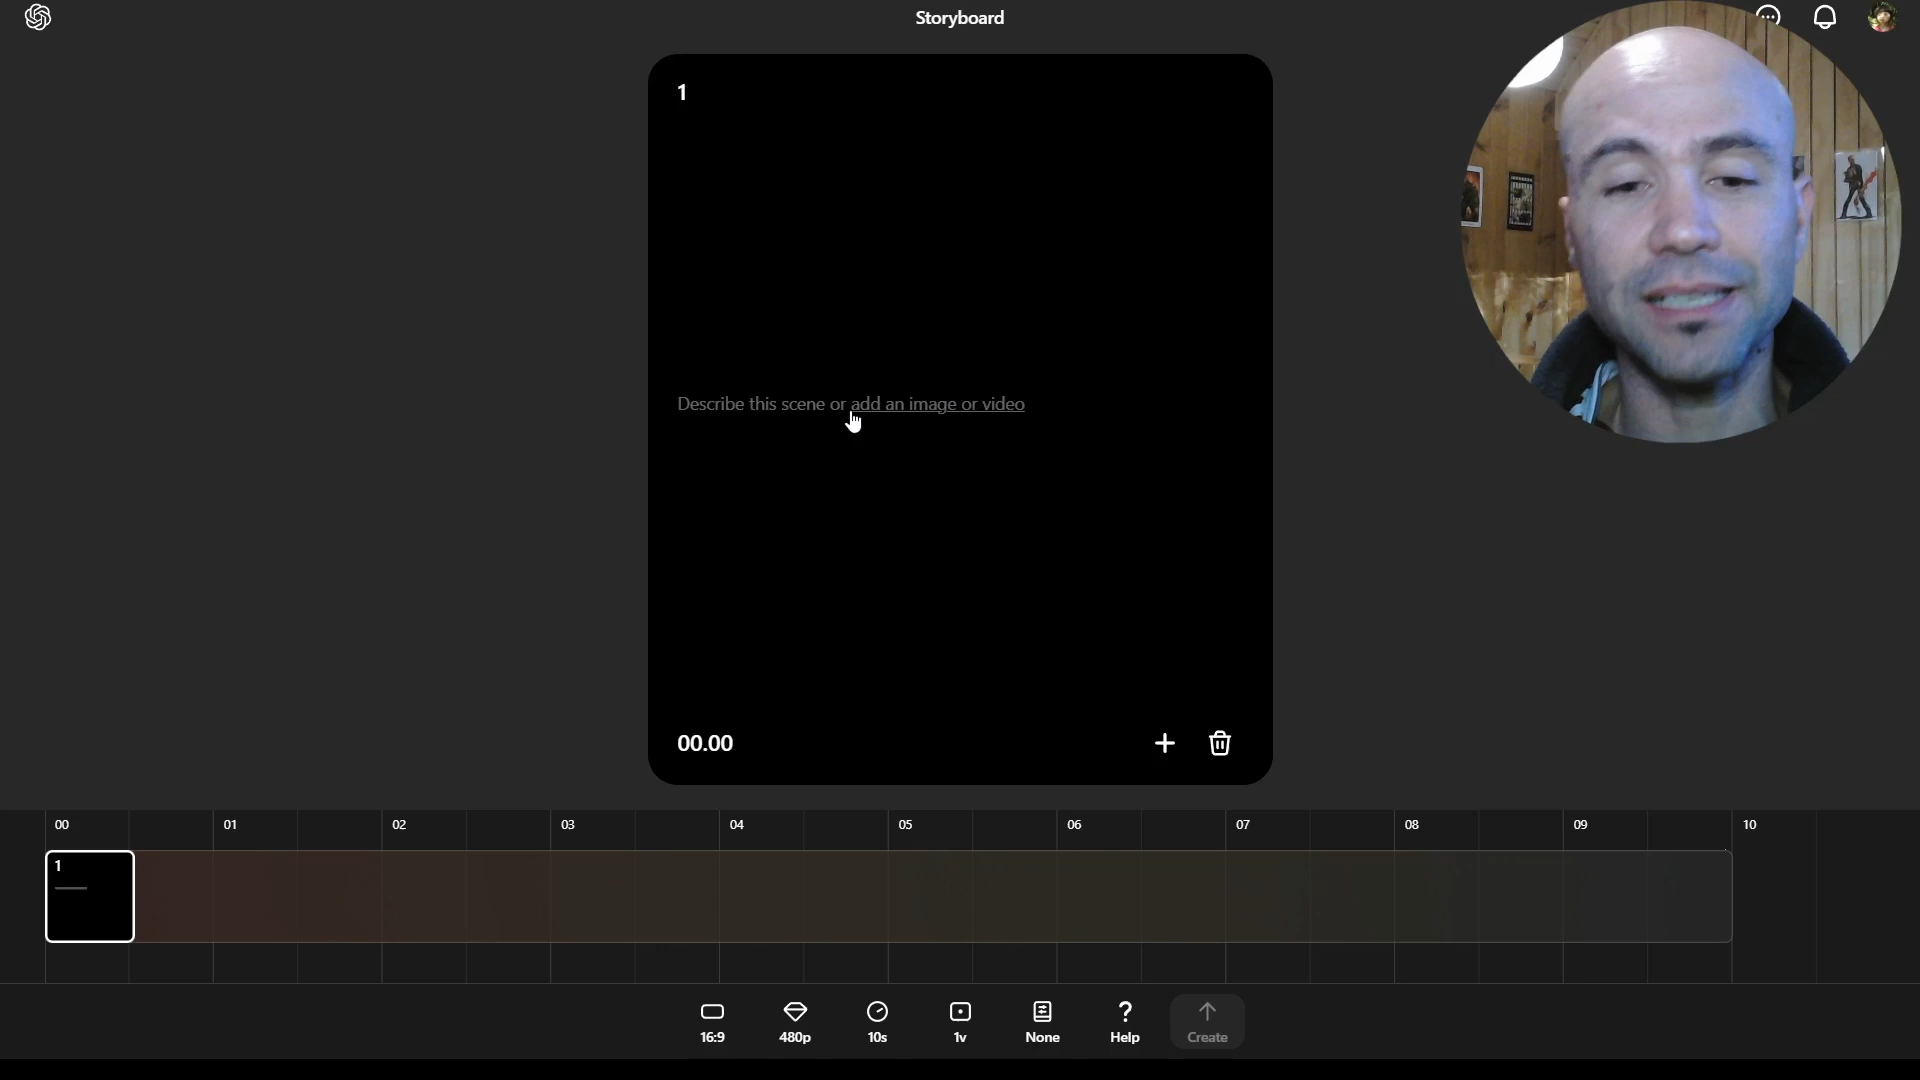 Storyboard
1
Describe this scene or add an image or video
00.00
00 01 02 03 04 05 06 07 08 09 10
1
16:9 480p 10s 1v None Help Create